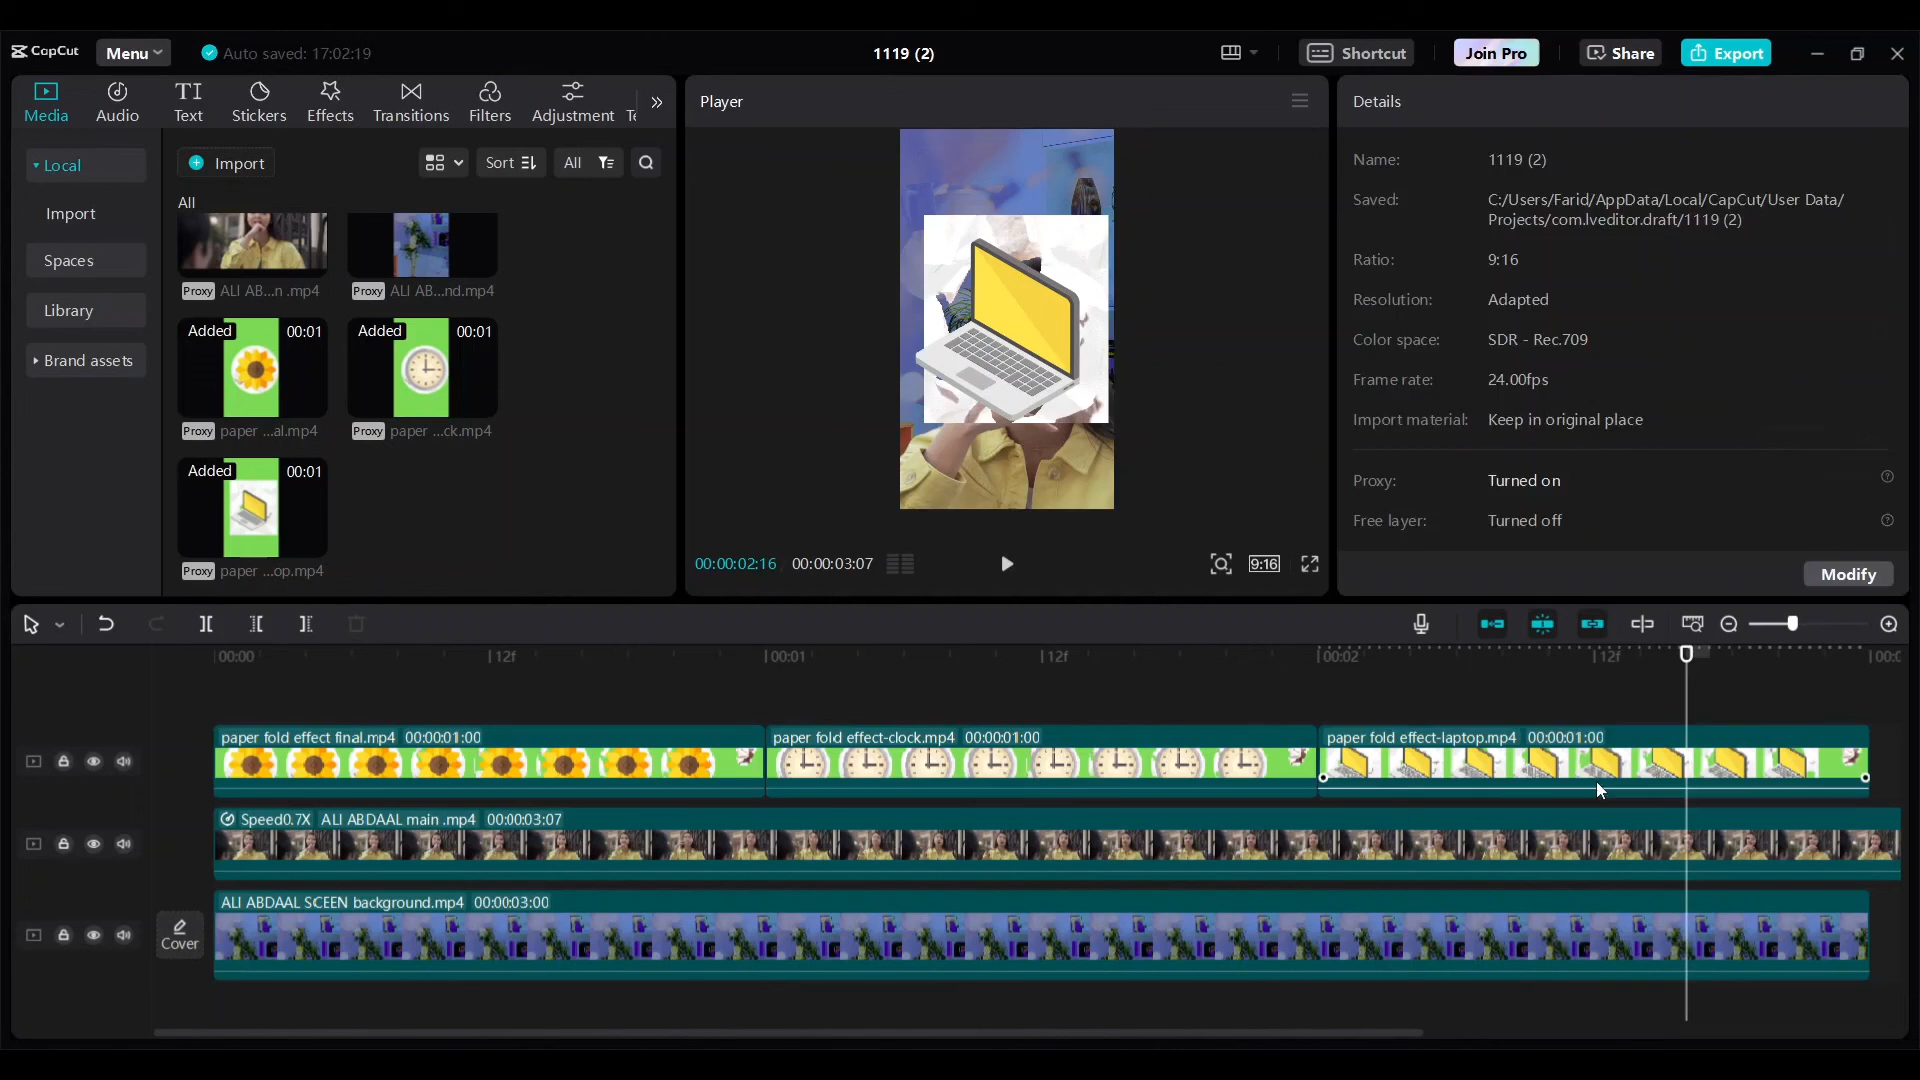 CapCut
Menu
Auto saved: 17:02:19
1119 (2)
Shortcut
Join Pro
Share
Export
Media
Audio
Text
Stickers
Effects
Transitions
Filters
Adjustment
Player
Details
Local
Import
Spaces
Library
Brand assets
Import
Sort
All
All
Proxy ALI AB...n .mp4
Proxy ALI AB...nd.mp4
Added 00:01
Added 00:01
Proxy paper ...al.mp4
Proxy paper ...ck.mp4
Added 00:01
Proxy paper ...op.mp4
00:00:02:16 00:00:03:07
9:16
Name: 1119 (2)
Saved: C:/Users/Farid/AppData/Local/CapCut/User Data/
Projects/com.lveditor.draft/1119 (2)
Ratio: 9:16
Resolution: Adapted
Color space: SDR - Rec.709
Frame rate: 24.00fps
Import material: Keep in original place
Proxy: Turned on
Free layer: Turned off
Modify
00:00 12f 00:01 12f 00:02 12f
paper fold effect final.mp4 00:00:01:00
paper fold effect-clock.mp4 00:00:01:00
paper fold effect-laptop.mp4 00:00:01:00
Speed0.7X ALI ABDAAL main .mp4 00:00:03:07
Cover
ALI ABDAAL SCEEN background.mp4 00:00:03:00